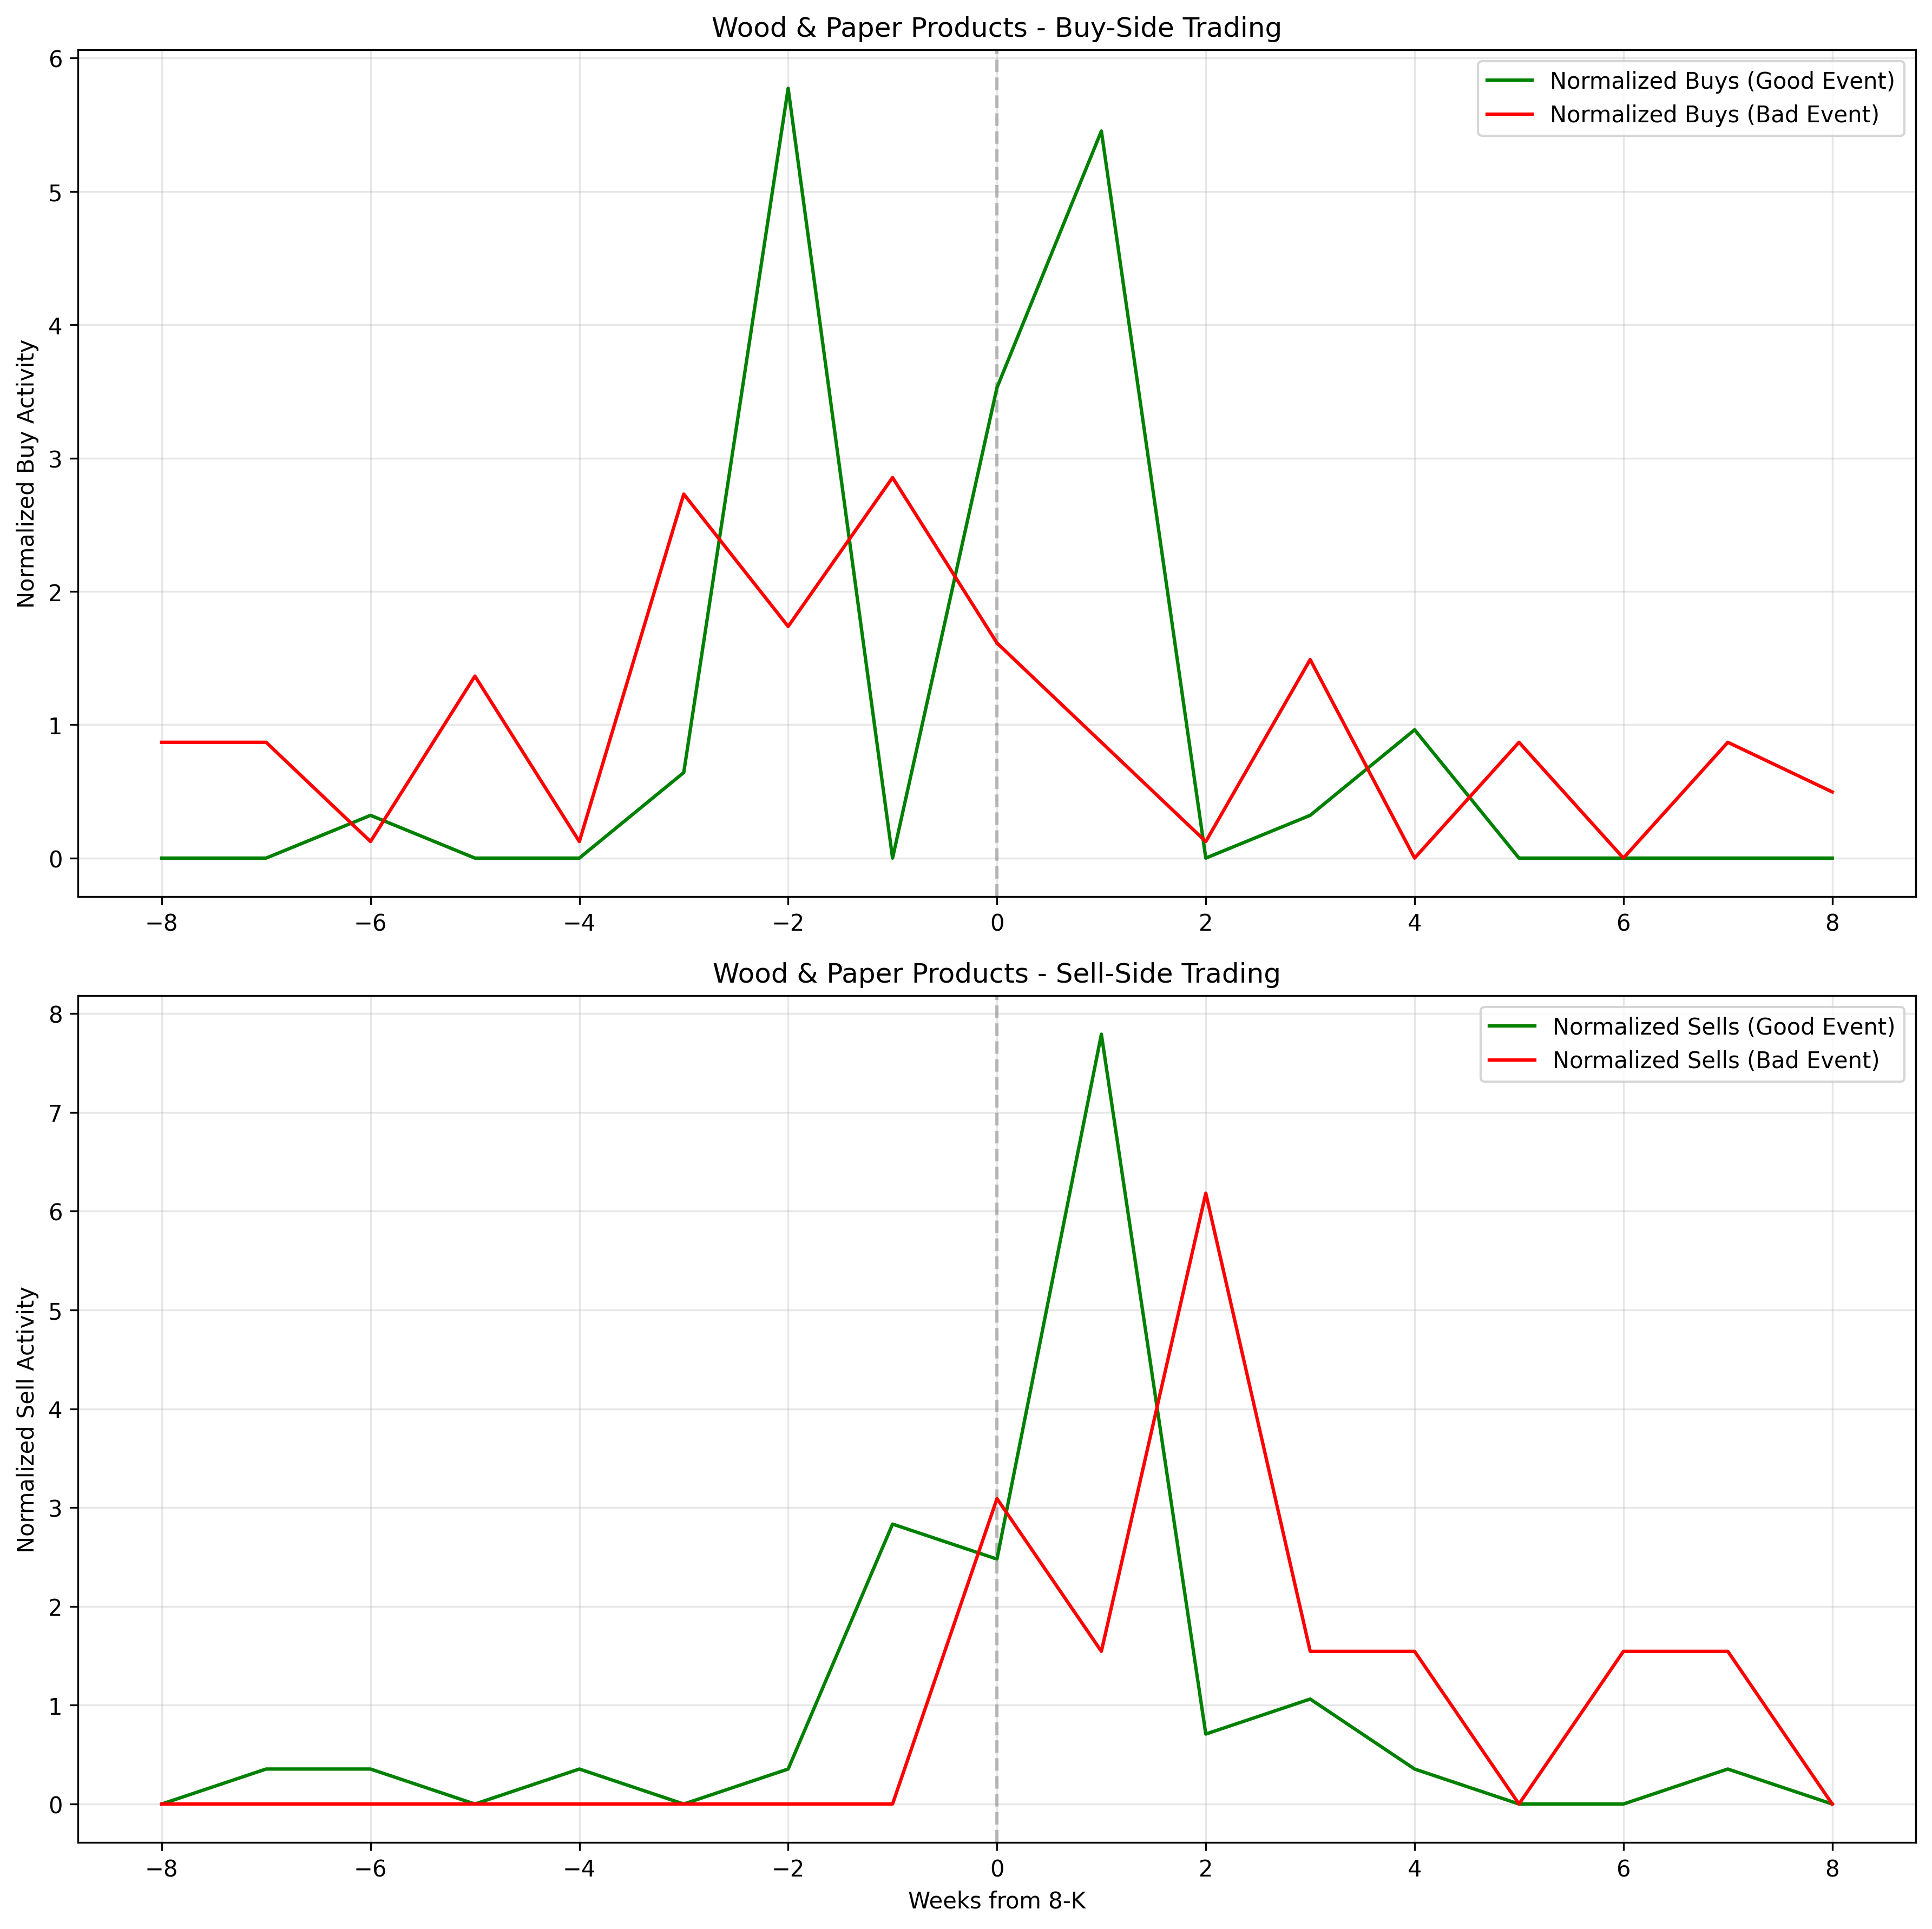 Wood & Paper Products - Buy-Side Trading
Normalized Buy Activity
6
5
4
3
2
1
0
Normalized Buys (Good Event)
Normalized Buys (Bad Event)
−8 −6 −4 −2 0 2 4 6 8
Wood & Paper Products - Sell-Side Trading
Normalized Sell Activity
8
7
6
5
4
3
2
1
0
Normalized Sells (Good Event)
Normalized Sells (Bad Event)
−8 −6 −4 −2 0 2 4 6 8
Weeks from 8-K